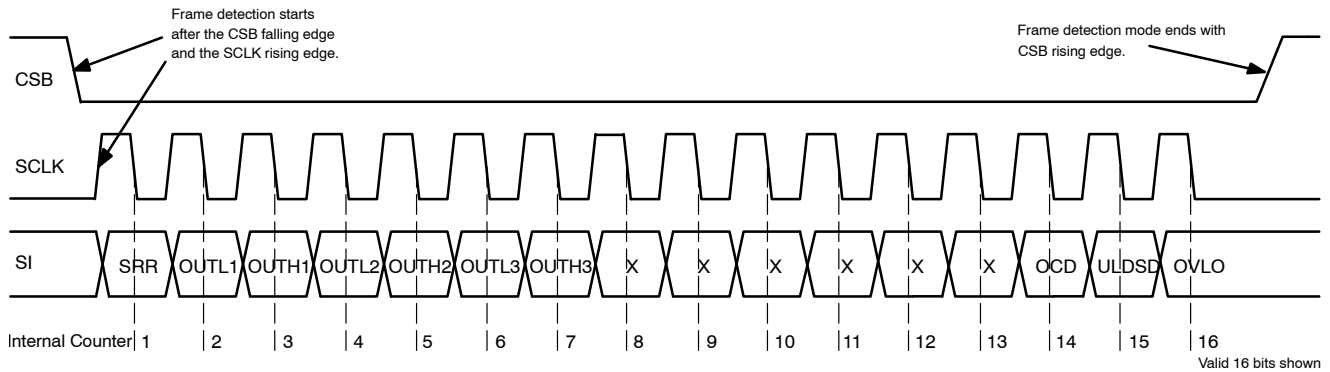 Frame detection starts
after the CSB falling edge
and the SCLK rising edge.
Frame detection mode ends with
CSB rising edge.
CSB
SCLK
SI SRR OUTL1 OUTH1 OUTL2 OUTH2 OUTL3 OUTH3 X X X X X X OCD ULDSD OVLO
Internal Counter 1 2 3 4 5 6 7 8 9 10 11 12 13 14 15 16
Valid 16 bits shown